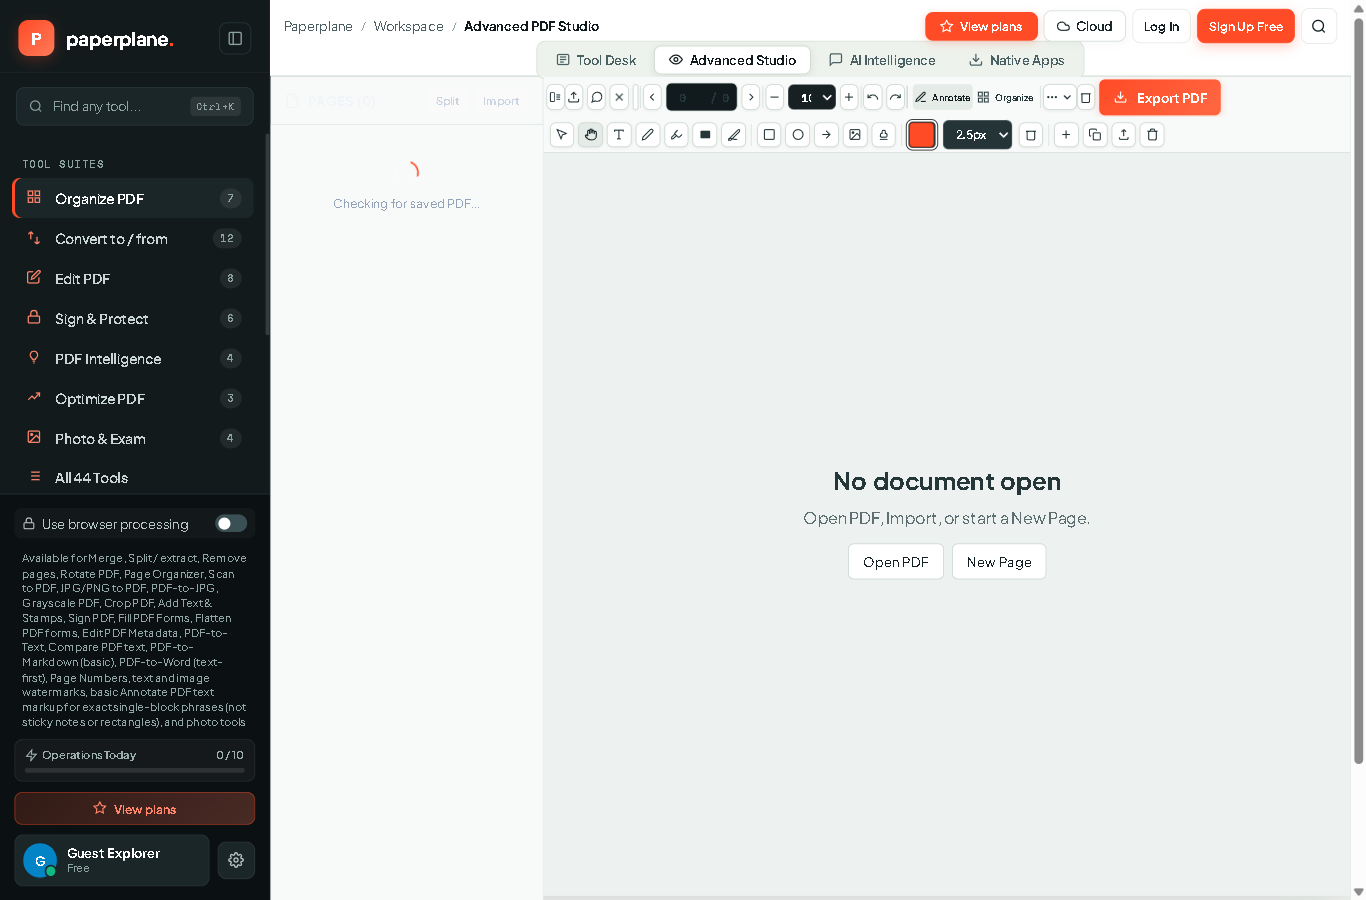 P paperplane.
Find any tool... Ctrl+K
TOOL SUITES
Organize PDF 7
Convert to / from 12
Edit PDF 8
Sign & Protect 6
PDF Intelligence 4
Optimize PDF 3
Photo & Exam 4
All 44 Tools
Use browser processing
Available for Merge, Split / extract, Remove
pages, Rotate PDF, Page Organizer, Scan
to PDF, JPG/PNG to PDF, PDF-to-JPG,
Grayscale PDF, Crop PDF, Add Text &
Stamps, Sign PDF, Fill PDF Forms, Flatten
PDF forms, Edit PDF Metadata, PDF-to-
Text, Compare PDF text, PDF-to-
Markdown (basic), PDF-to-Word (text-
first), Page Numbers, text and image
watermarks, basic Annotate PDF text
markup for exact single-block phrases (not
sticky notes or rectangles), and photo tools
Operations Today 0 / 10
View plans
G Guest Explorer
Free
Paperplane / Workspace / Advanced PDF Studio
View plans Cloud Log In Sign Up Free
Tool Desk Advanced Studio AI Intelligence Native Apps
PAGES (0) Split Import
0 / 0 Annotate Organize Export PDF
T 2.5px
Checking for saved PDF...
No document open
Open PDF, Import, or start a New Page.
Open PDF New Page